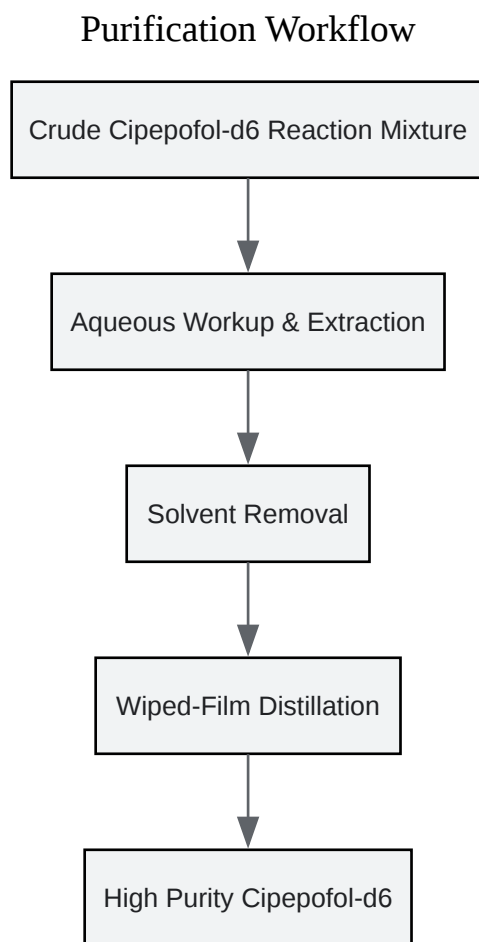 Purification Workflow
Crude Cipepofol-d6 Reaction Mixture
Aqueous Workup & Extraction
Solvent Removal
Wiped-Film Distillation
High Purity Cipepofol-d6